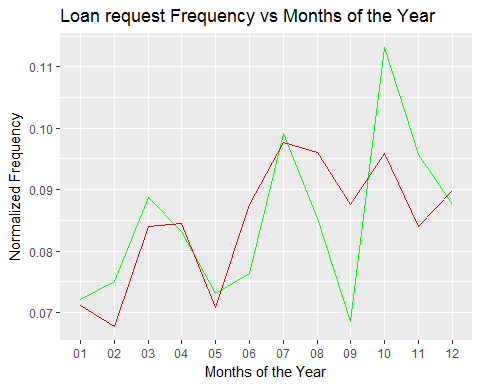 Loan request Frequency vs Months of the Year
0.11
0.10
0.09
0.08
0.07
Normalized Frequency
01 02 03 04 05 06 07 08 09 10 11 12
Months of the Year